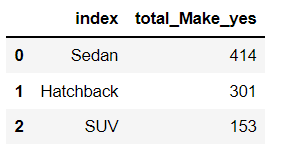 index total_Make_yes
0 Sedan 414
1 Hatchback 301
2 SUV 153